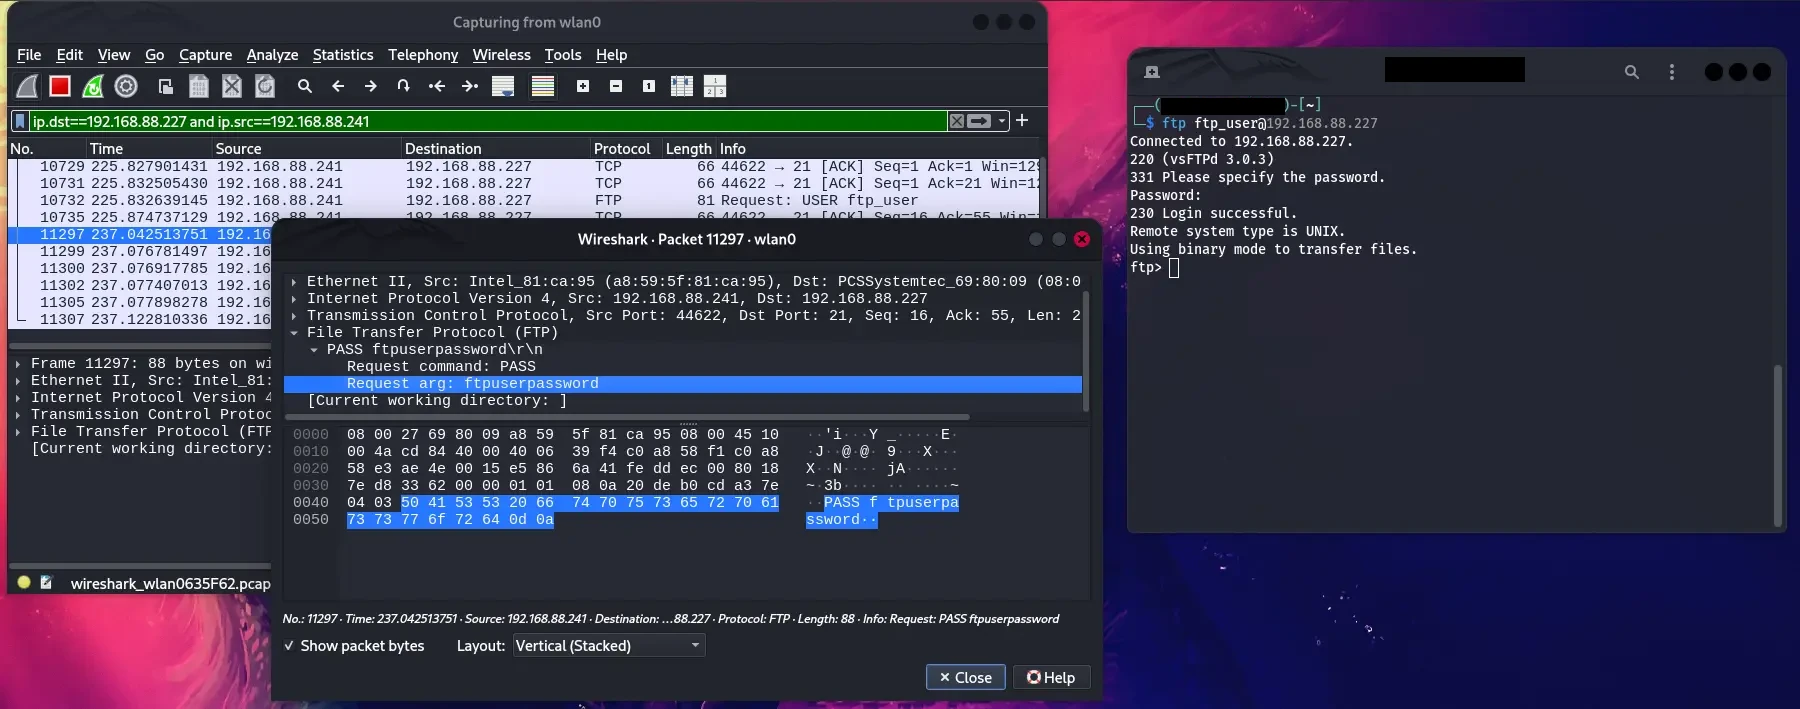 Capturing from wlan0
File Edit View Go Capture Analyze Statistics Telephony Wireless Tools Help
ip.dst==192.168.88.227 and ip.src==192.168.88.241
No. Time Source Destination Protocol Length Info
10729 225.827901431 192.168.88.241 192.168.88.227 TCP 66 44622 → 21 [ACK] Seq=1 Ack=1 Win=129
10731 225.832505430 192.168.88.241 192.168.88.227 TCP 66 44622 → 21 [ACK] Seq=1 Ack=21 Win=12
10732 225.832639145 192.168.88.241 192.168.88.227 FTP 81 Request: USER ftp_user
10735 225.874737129 192.168.88.241 192.168.88.227 TCP 66 44622 → 21 [ACK] Seq=16 Ack=55 Win=
11297 237.042513751 192.16
11299 237.076781497 192.16
11300 237.076917785 192.16
11302 237.077407013 192.16
11305 237.077898278 192.16
11307 237.122810336 192.16
Frame 11297: 88 bytes on wi
Ethernet II, Src: Intel_81:
Internet Protocol Version 4
Transmission Control Protoc
File Transfer Protocol (FTP
[Current working directory:
wireshark_wlan0635F62.pcap
Wireshark · Packet 11297 · wlan0
Ethernet II, Src: Intel_81:ca:95 (a8:59:5f:81:ca:95), Dst: PCSSystemtec_69:80:09 (08:0
Internet Protocol Version 4, Src: 192.168.88.241, Dst: 192.168.88.227
Transmission Control Protocol, Src Port: 44622, Dst Port: 21, Seq: 16, Ack: 55, Len: 2
File Transfer Protocol (FTP)
PASS ftpuserpassword\r\n
Request command: PASS
Request arg: ftpuserpassword
[Current working directory: ]
0000 08 00 27 69 80 09 a8 59 5f 81 ca 95 08 00 45 10 ··'i···Y _·····E·
0010 00 4a cd 84 40 00 40 06 39 f4 c0 a8 58 f1 c0 a8 ·J··@·@· 9···X···
0020 58 e3 ae 4e 00 15 e5 86 6a 41 fe dd ec 00 80 18 X··N···· jA······
0030 7e d8 33 62 00 00 01 01 08 0a 20 de b0 cd a3 7e ~·3b···· ·· ····~
0040 04 03 50 41 53 53 20 66 74 70 75 73 65 72 70 61 ··PASS f tpuserpa
0050 73 73 77 6f 72 64 0d 0a ssword··
No.: 11297 · Time: 237.042513751 · Source: 192.168.88.241 · Destination: …88.227 · Protocol: FTP · Length: 88 · Info: Request: PASS ftpuserpassword
Show packet bytes Layout: Vertical (Stacked)
Close Help
┌──( )-[~]
└─$ ftp ftp_user@192.168.88.227
Connected to 192.168.88.227.
220 (vsFTPd 3.0.3)
331 Please specify the password.
Password:
230 Login successful.
Remote system type is UNIX.
Using binary mode to transfer files.
ftp>